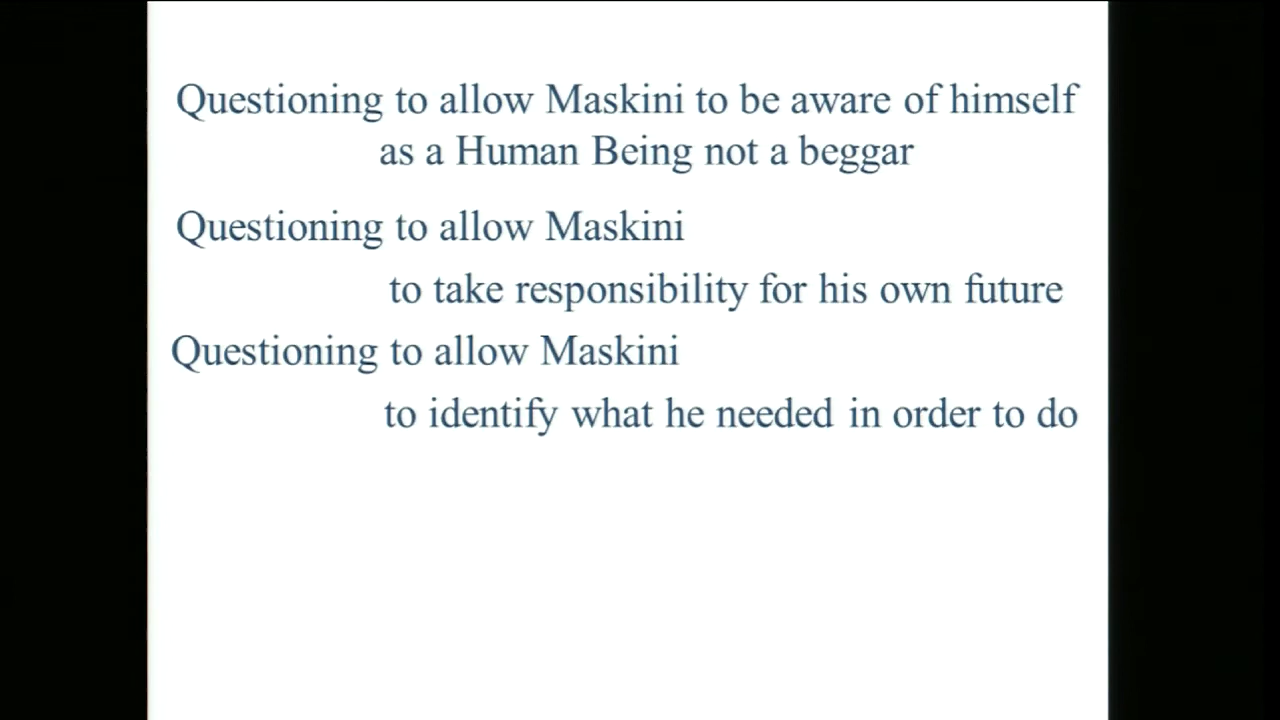 Questioning to allow Maskini to be aware of himself
as a Human Being not a beggar
Questioning to allow Maskini
to take responsibility for his own future
Questioning to allow Maskini
to identify what he needed in order to do